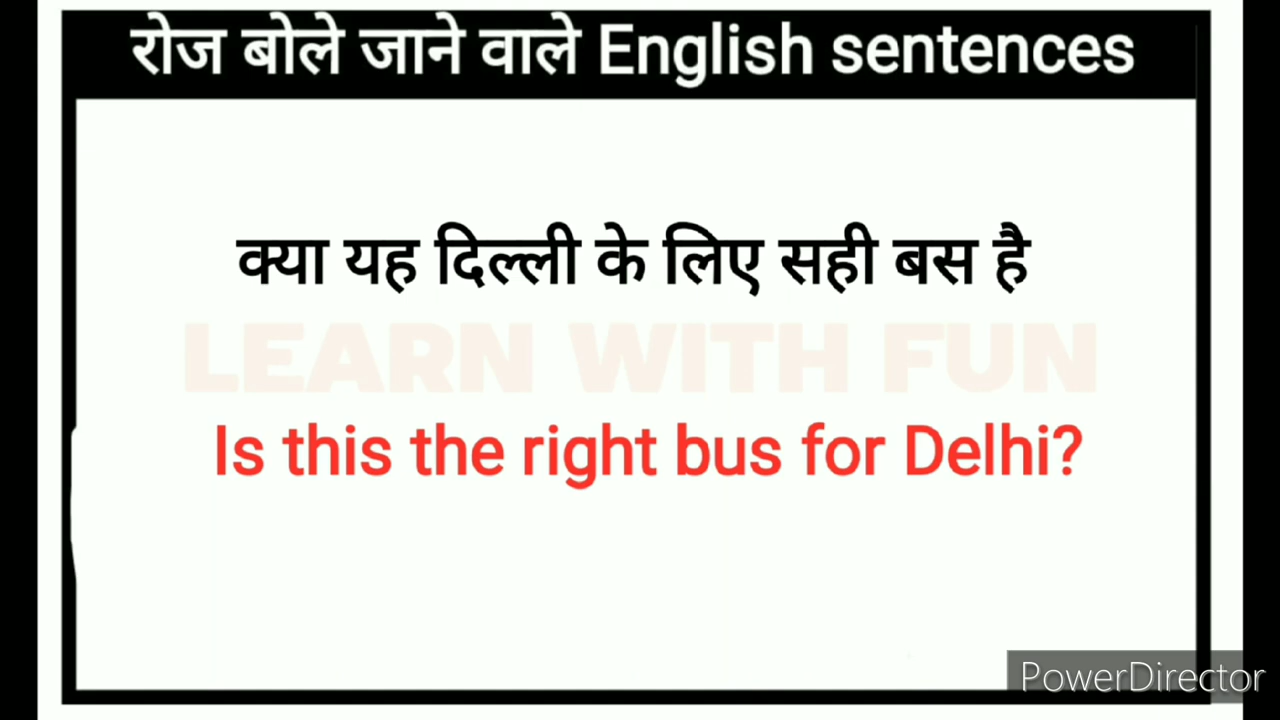 रोज बोले जाने वाले English sentences
क्या यह दिल्ली के लिए सही बस है
LEARN WITH FUN
Is this the right bus for Delhi?
PowerDirector